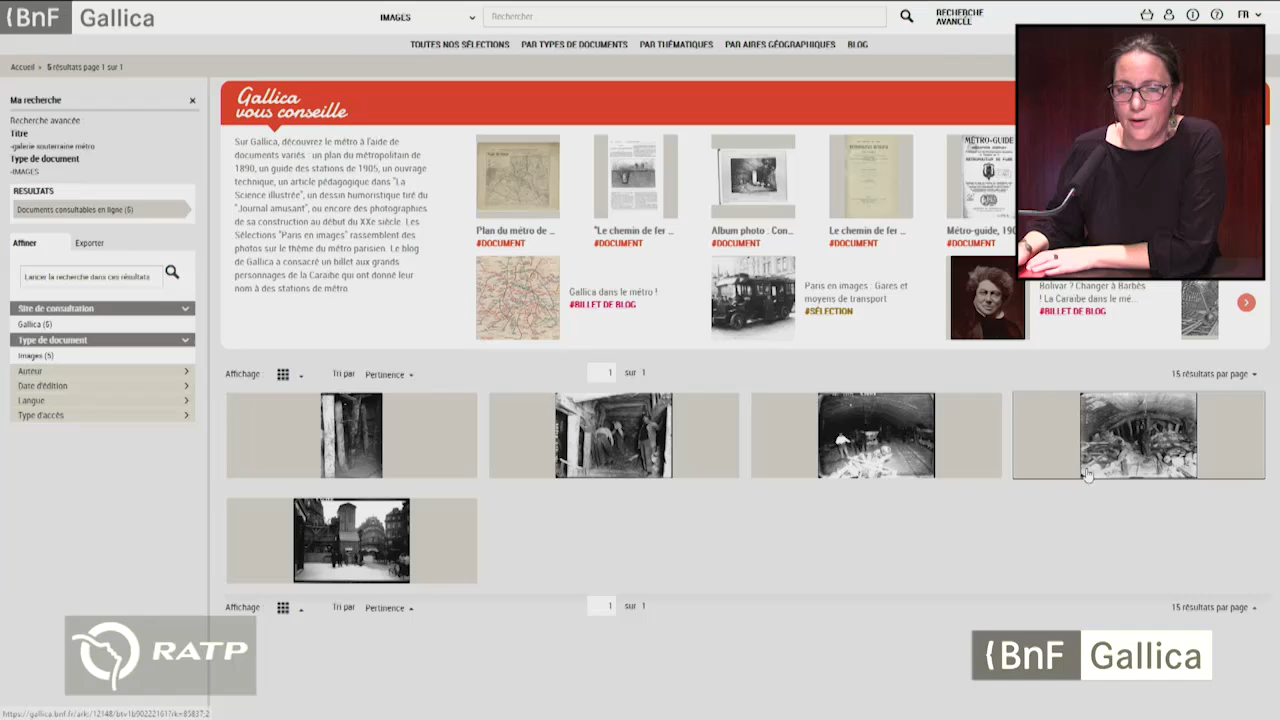 BnF Gallica
IMAGES
Rechercher
RECHERCHE
AVANCÉE
FR
TOUTES NOS SÉLECTIONS
PAR TYPES DE DOCUMENTS
PAR THÉMATIQUES
PAR AIRES GÉOGRAPHIQUES
BLOG
Accueil » 5 résultats page 1 sur 1
Ma recherche
Recherche avancée
Titre
-galerie souterraine métro
Type de document
-IMAGES
RESULTATS
Documents consultables en ligne (5)
Affiner
Exporter
Lancer la recherche dans ces résultats
Site de consultation
Gallica (5)
Type de document
Images (5)
Auteur
Date d'édition
Langue
Type d'accès
Gallica
vous conseille
Sur Gallica, découvrez le métro à l'aide de
documents variés : un plan du métropolitain de
1890, un guide des stations de 1905, un ouvrage
technique, un article pédagogique dans "La
Science illustrée", un dessin humoristique tiré du
"Journal amusant", ou encore des photographies
de sa construction au début du XXe siècle. Les
Sélections "Paris en images" rassemblent des
photos sur le thème du métro parisien. Le blog
de Gallica a consacré un billet aux grands
personnages de la Caraïbe qui ont donné leur
nom à des stations de métro.
Plan du métro de ...
#DOCUMENT
"Le chemin de fer ...
#DOCUMENT
Album photo : Con...
#DOCUMENT
Le chemin de fer ...
#DOCUMENT
MÉTRO-GUIDE
Métro-guide, 190
#DOCUMENT
Gallica dans le métro !
#BILLET DE BLOG
Paris en images : Gares et
moyens de transport
#SÉLECTION
Bolivar ? Changer à Barbès
! La Caraïbe dans le mé...
#BILLET DE BLOG
Affichage
Tri par Pertinence
1 sur 1
15 résultats par page
Affichage
Tri par Pertinence
1 sur 1
15 résultats par page
RATP
BnF Gallica